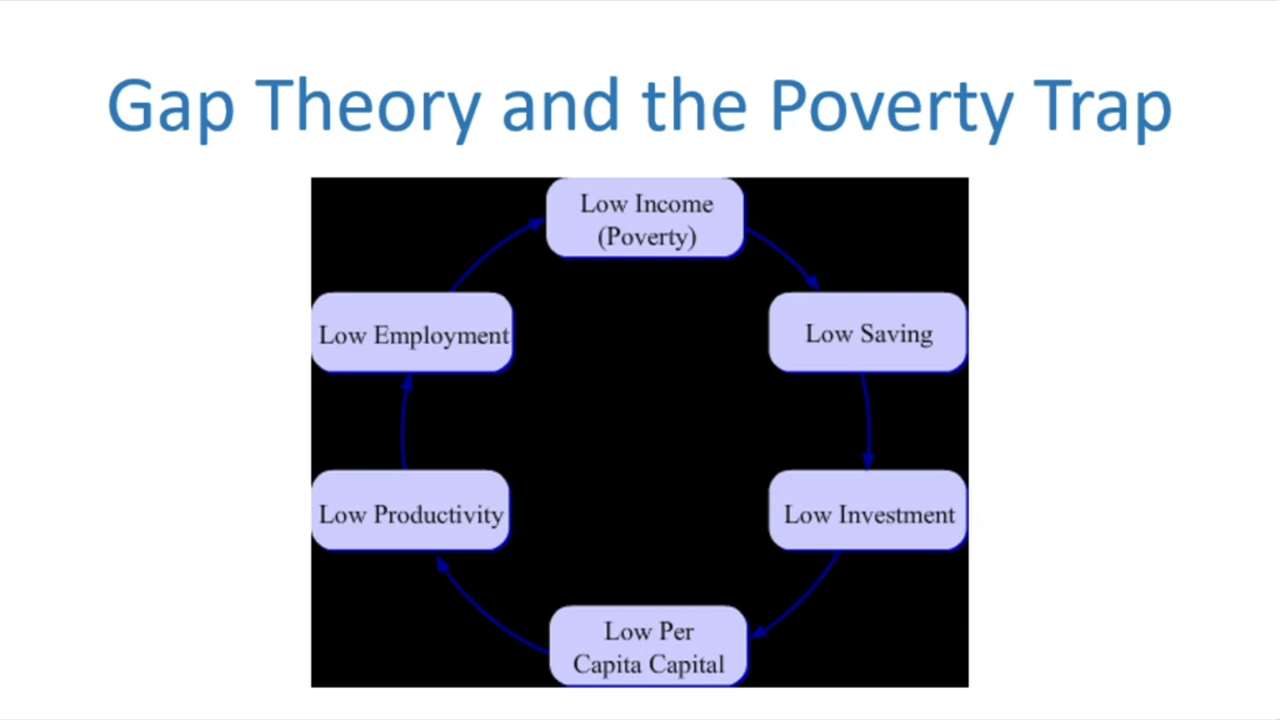 Gap Theory and the Poverty Trap
Low Income
(Poverty)
Low Employment
Low Saving
Low Productivity
Low Investment
Low Per
Capita Capital